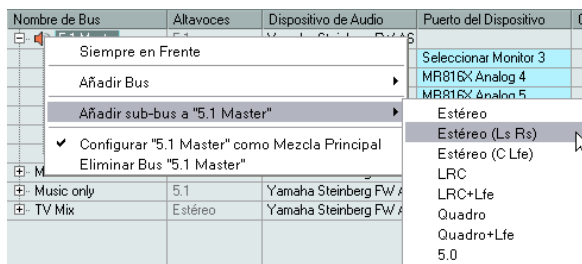 Nombre de Bus Altavoces Dispositivo de Audio Puerto del Dispositivo
5.1 Master 5.1 Yamaha Steinberg FW AS
Siempre en Frente
Seleccionar Monitor 3
MR816X Analog 4
Añadir Bus
MR816X Analog 5
Añadir sub-bus a "5.1 Master"
Estéreo
Configurar "5.1 Master" como Mezcla Principal
Estéreo (Ls Rs)
Eliminar Bus "5.1 Master"
Estéreo (C Lfe)
M
LRC
Music only 5.1 Yamaha Steinberg FW A
LRC+Lfe
TV Mix Estéreo Yamaha Steinberg FW A
Quadro
Quadro+Lfe
5.0